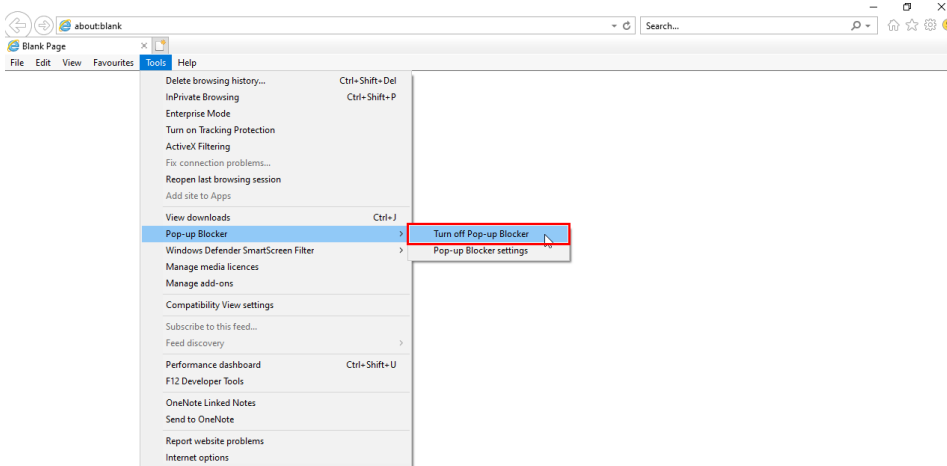 about:blank
Search...
Blank Page
File Edit View Favourites Tools Help
Delete browsing history... Ctrl+Shift+Del
InPrivate Browsing Ctrl+Shift+P
Enterprise Mode
Turn on Tracking Protection
ActiveX Filtering
Fix connection problems...
Reopen last browsing session
Add site to Apps
View downloads Ctrl+J
Pop-up Blocker
Turn off Pop-up Blocker
Windows Defender SmartScreen Filter
Pop-up Blocker settings
Manage media licences
Manage add-ons
Compatibility View settings
Subscribe to this feed...
Feed discovery
Performance dashboard Ctrl+Shift+U
F12 Developer Tools
OneNote Linked Notes
Send to OneNote
Report website problems
Internet options